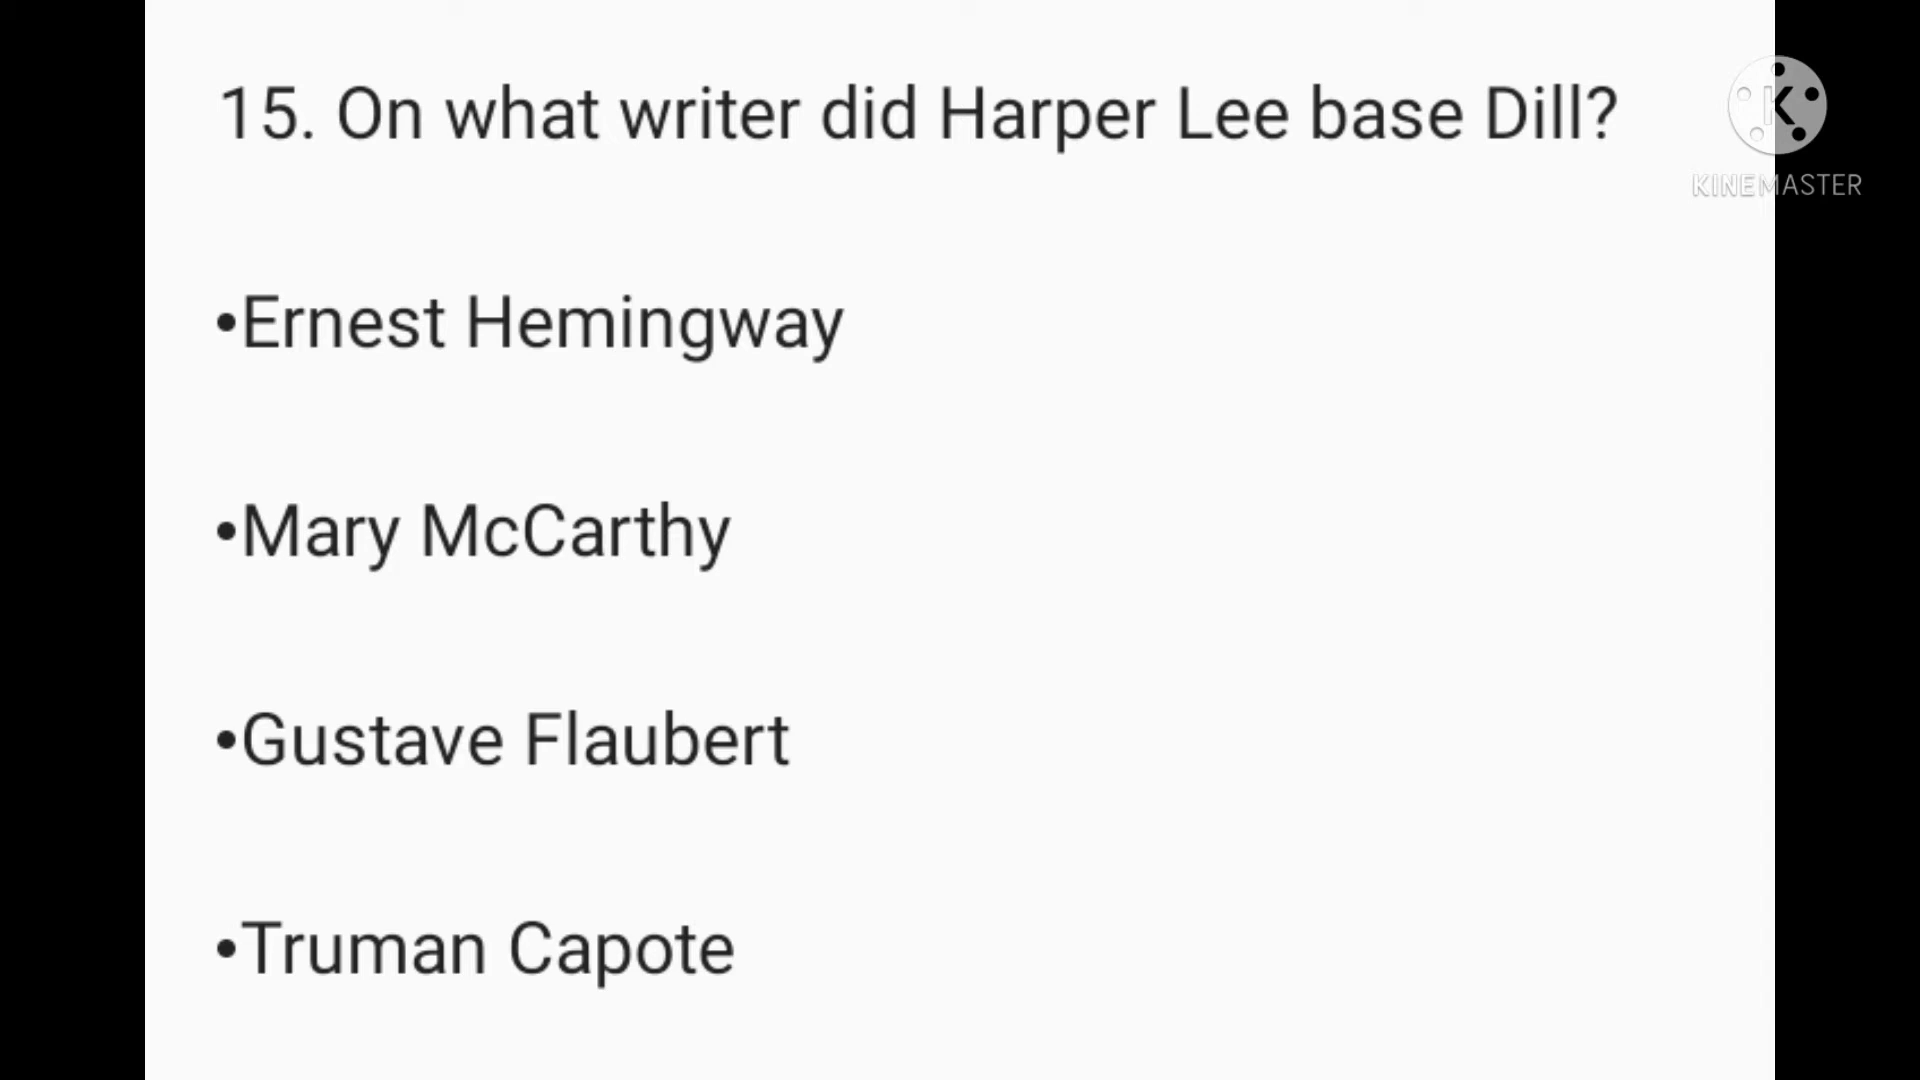 15. On what writer did Harper Lee base Dill?
KINEMASTER
•Ernest Hemingway
•Mary McCarthy
•Gustave Flaubert
•Truman Capote